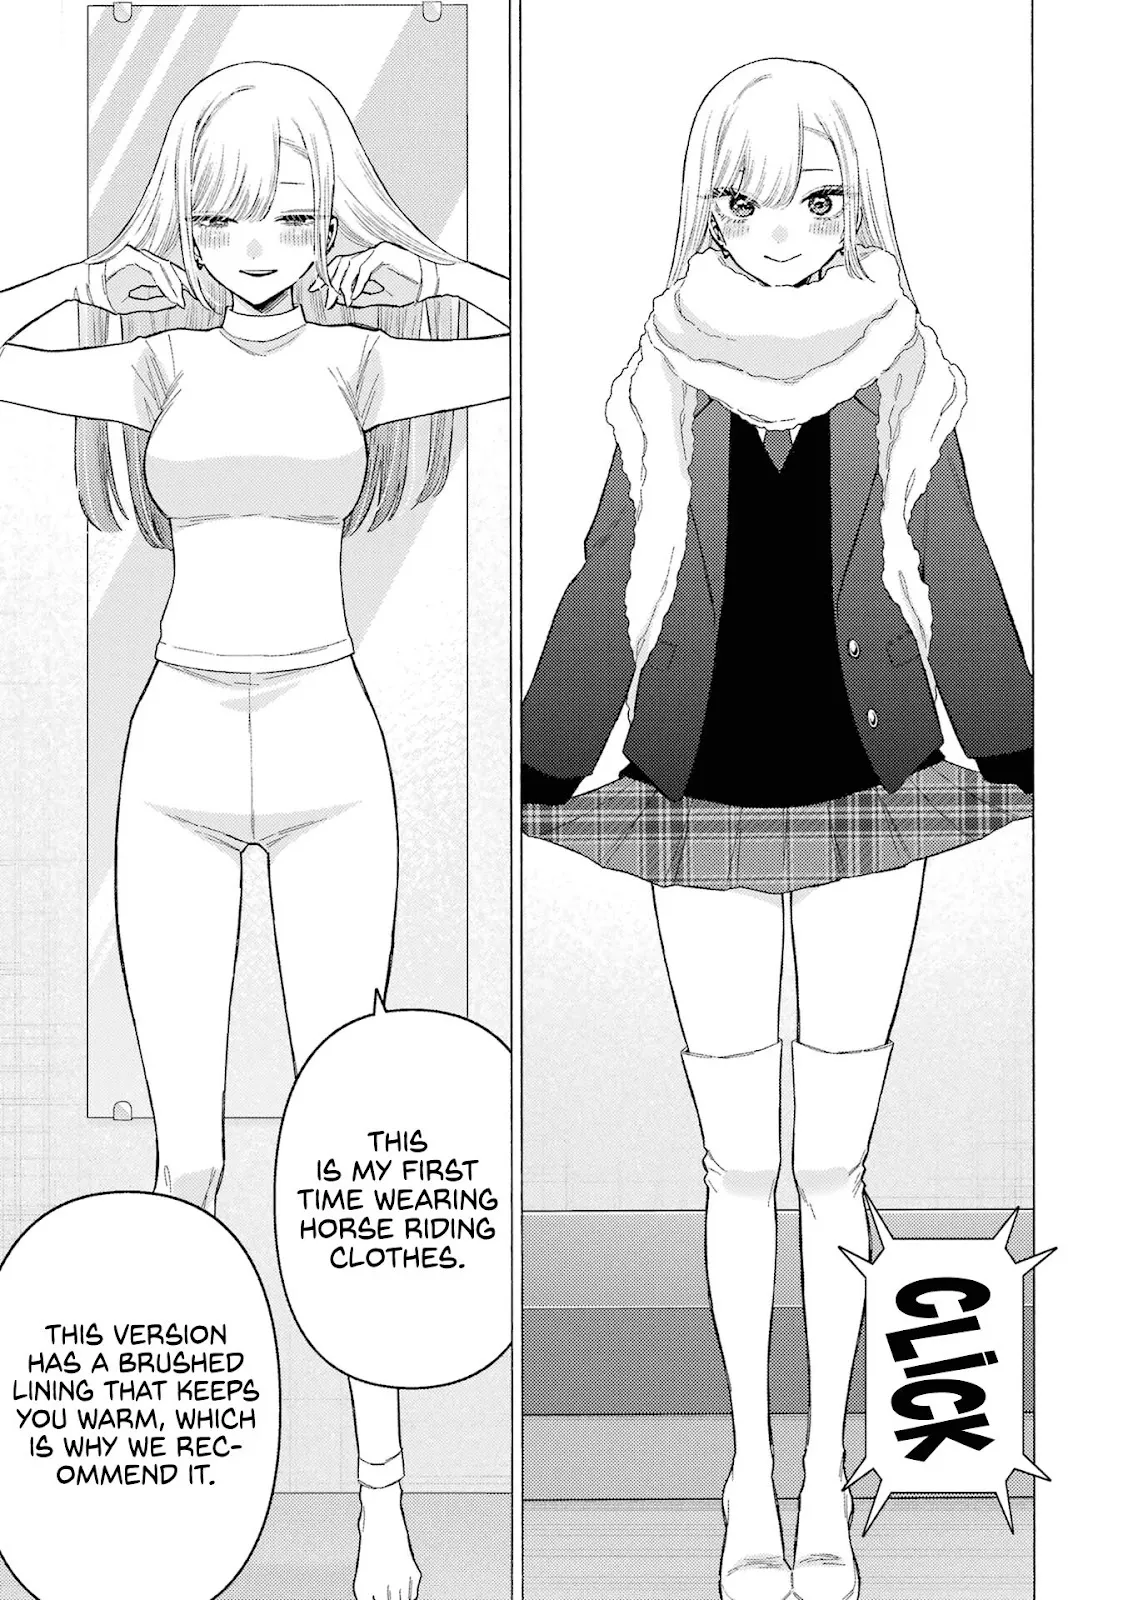 CLICK
THIS
IS MY FIRST
TIME WEARING
HORSE RIDING
CLOTHES.
THIS VERSION
HAS A BRUSHED
LINING THAT KEEPS
YOU WARM, WHICH
IS WHY WE REC-
OMMEND IT.